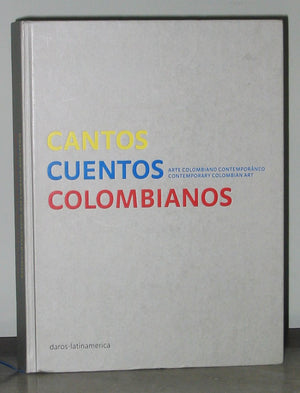 CANTOS
CUENTOS
ARTE COLOMBIANO CONTEMPORÁNEO
CONTEMPORARY COLOMBIAN ART
COLOMBIANOS
daros-latinamerica